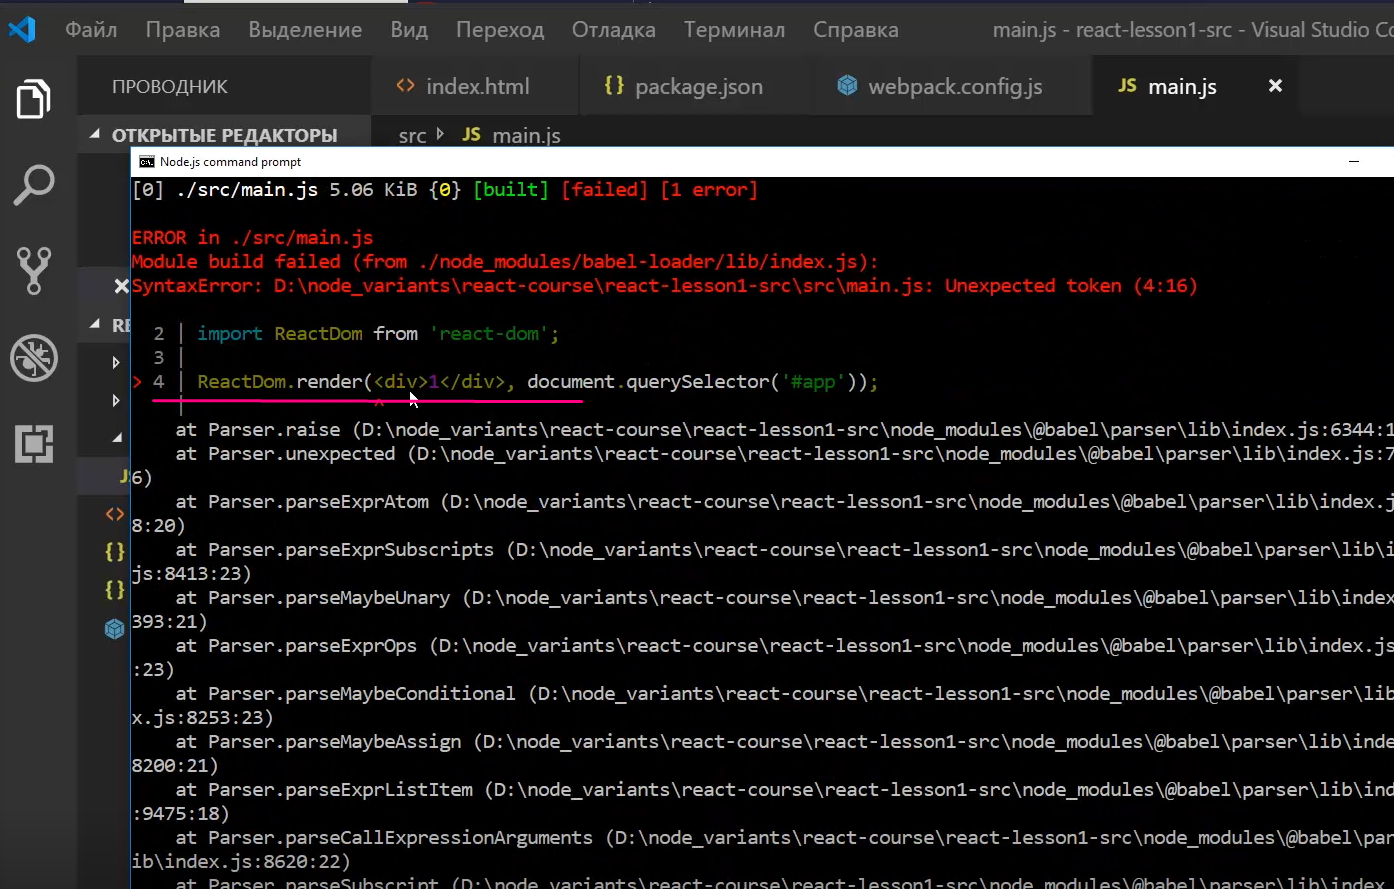 Файл Правка Выделение Вид Переход Отладка Терминал Справка main.js - react-lesson1-src - Visual Studio Co
ПРОВОДНИК <> index.html {} package.json webpack.config.js JS main.js ×
ОТКРЫТЫЕ РЕДАКТОРЫ src JS main.js
Node.js command prompt
[0] ./src/main.js 5.06 KiB {0} [built] [failed] [1 error]
ERROR in ./src/main.js
Module build failed (from ./node_modules/babel-loader/lib/index.js):
SyntaxError: D:\node_variants\react-course\react-lesson1-src\src\main.js: Unexpected token (4:16)
2 | import ReactDom from 'react-dom';
3 |
> 4 | ReactDom.render(<div>1</div>, document.querySelector('#app'));
| ^
at Parser.raise (D:\node_variants\react-course\react-lesson1-src\node_modules\@babel\parser\lib\index.js:6344:1
at Parser.unexpected (D:\node_variants\react-course\react-lesson1-src\node_modules\@babel\parser\lib\index.js:7
6)
at Parser.parseExprAtom (D:\node_variants\react-course\react-lesson1-src\node_modules\@babel\parser\lib\index.j
8:20)
at Parser.parseExprSubscripts (D:\node_variants\react-course\react-lesson1-src\node_modules\@babel\parser\lib\i
js:8413:23)
at Parser.parseMaybeUnary (D:\node_variants\react-course\react-lesson1-src\node_modules\@babel\parser\lib\index
393:21)
at Parser.parseExprOps (D:\node_variants\react-course\react-lesson1-src\node_modules\@babel\parser\lib\index.js
:23)
at Parser.parseMaybeConditional (D:\node_variants\react-course\react-lesson1-src\node_modules\@babel\parser\lib
x.js:8253:23)
at Parser.parseMaybeAssign (D:\node_variants\react-course\react-lesson1-src\node_modules\@babel\parser\lib\inde
8200:21)
at Parser.parseExprListItem (D:\node_variants\react-course\react-lesson1-src\node_modules\@babel\parser\lib\ind
:9475:18)
at Parser.parseCallExpressionArguments (D:\node_variants\react-course\react-lesson1-src\node_modules\@babel\par
ib\index.js:8620:22)
at Parser.parseSubscript (D:\node_variants\react-course\react-lesson1-src\node_modules\@babel\parser\lib\index.